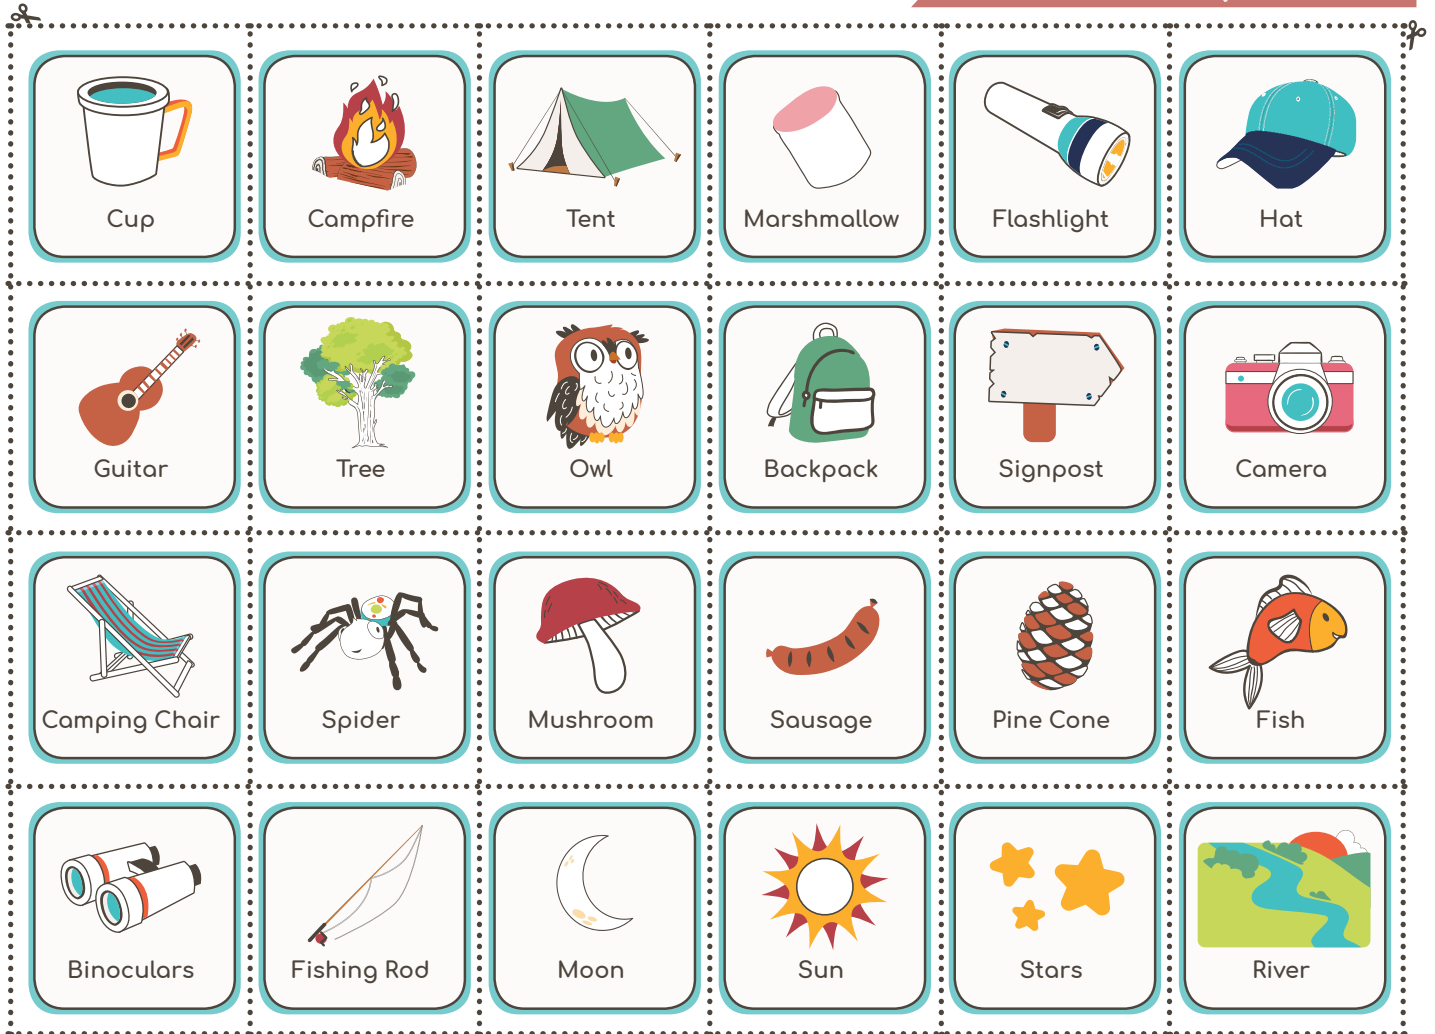 Cup
Campfire
Tent
Marshmallow
Flashlight
Hat
Guitar
Tree
Owl
Backpack
Signpost
Camera
Camping Chair
Spider
Mushroom
Sausage
Pine Cone
Fish
Binoculars
Fishing Rod
Moon
Sun
Stars
River